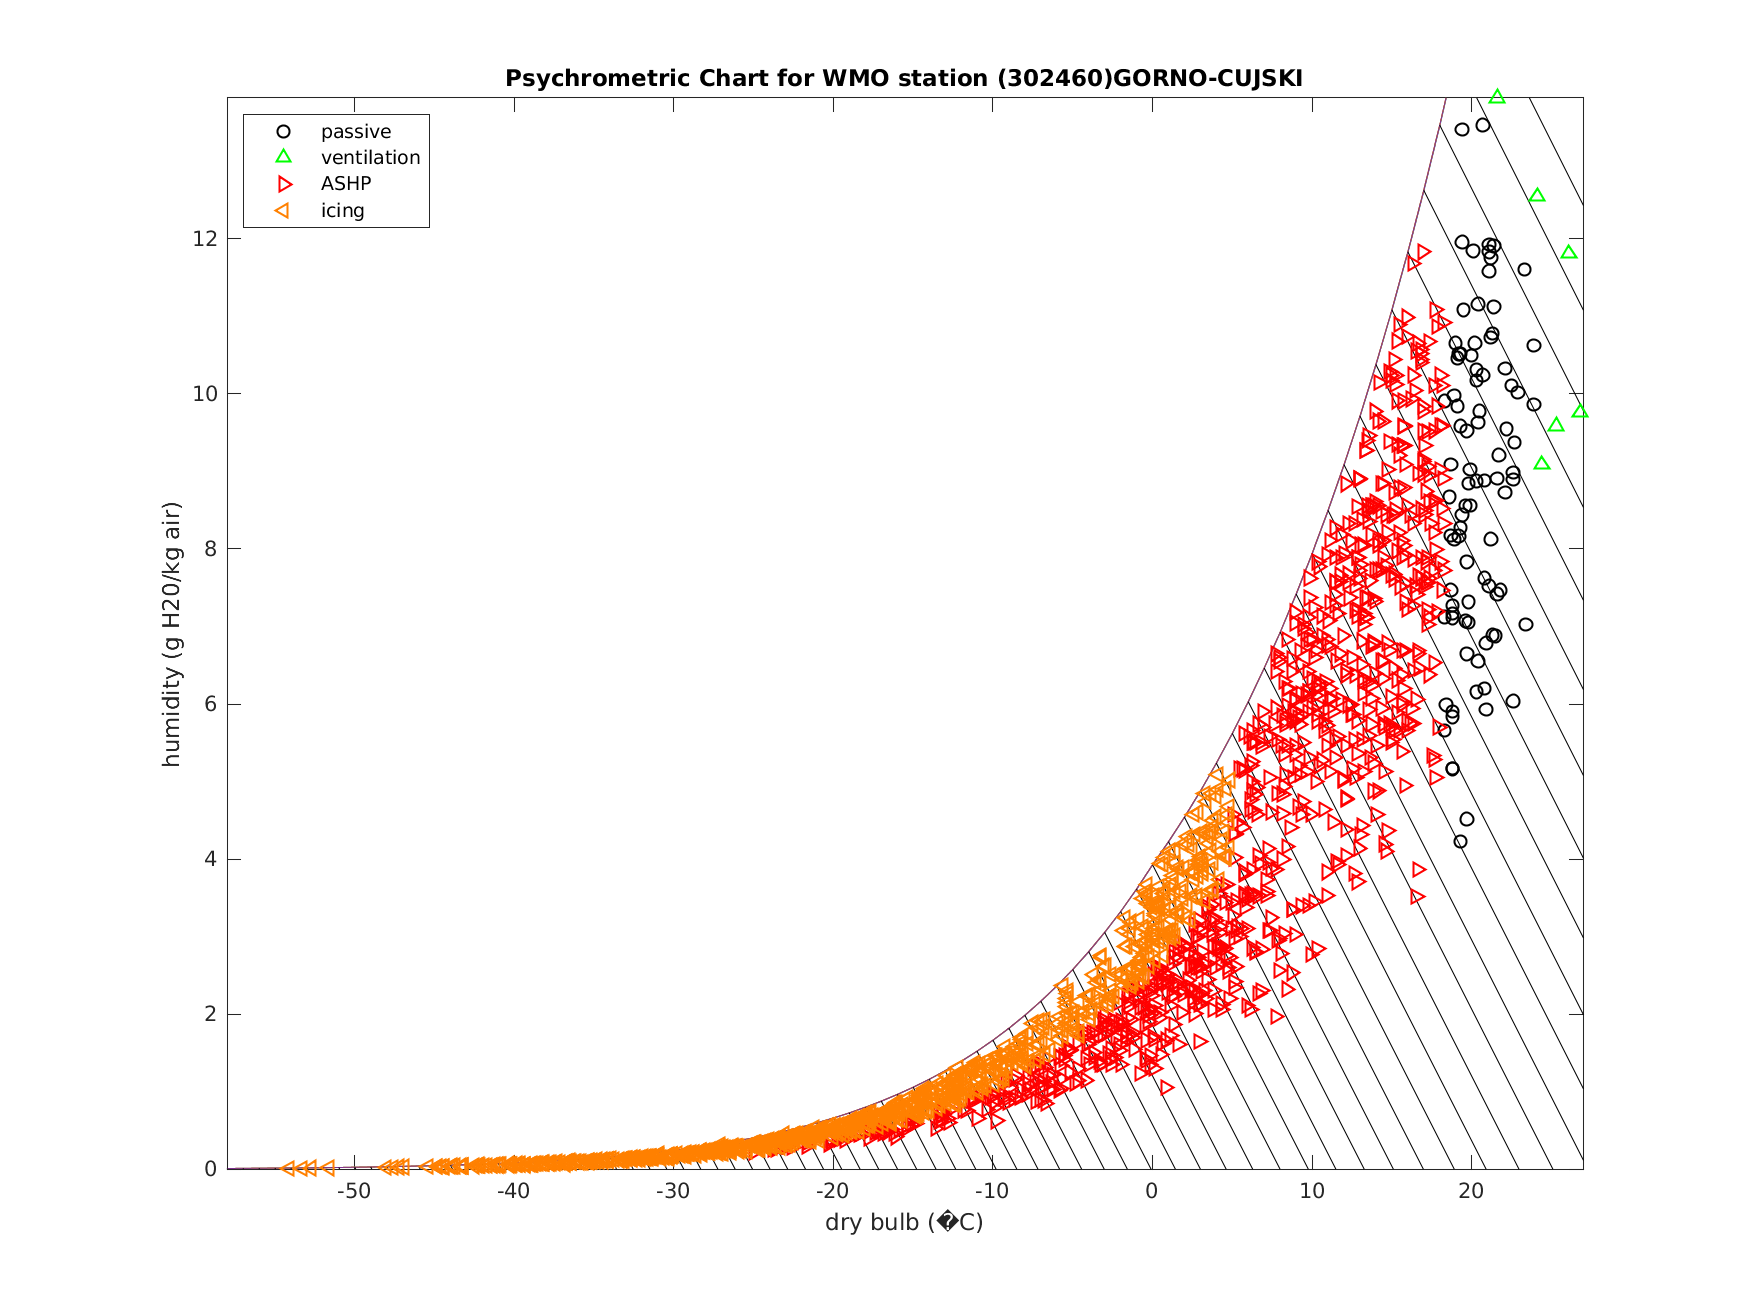 Psychrometric Chart for WMO station (302460)GORNO-CUJSKI
passive
ventilation
ASHP
icing
humidity (g H20/kg air)
12
10
8
6
4
2
0
-50 -40 -30 -20 -10 0 10 20
dry bulb (�C)